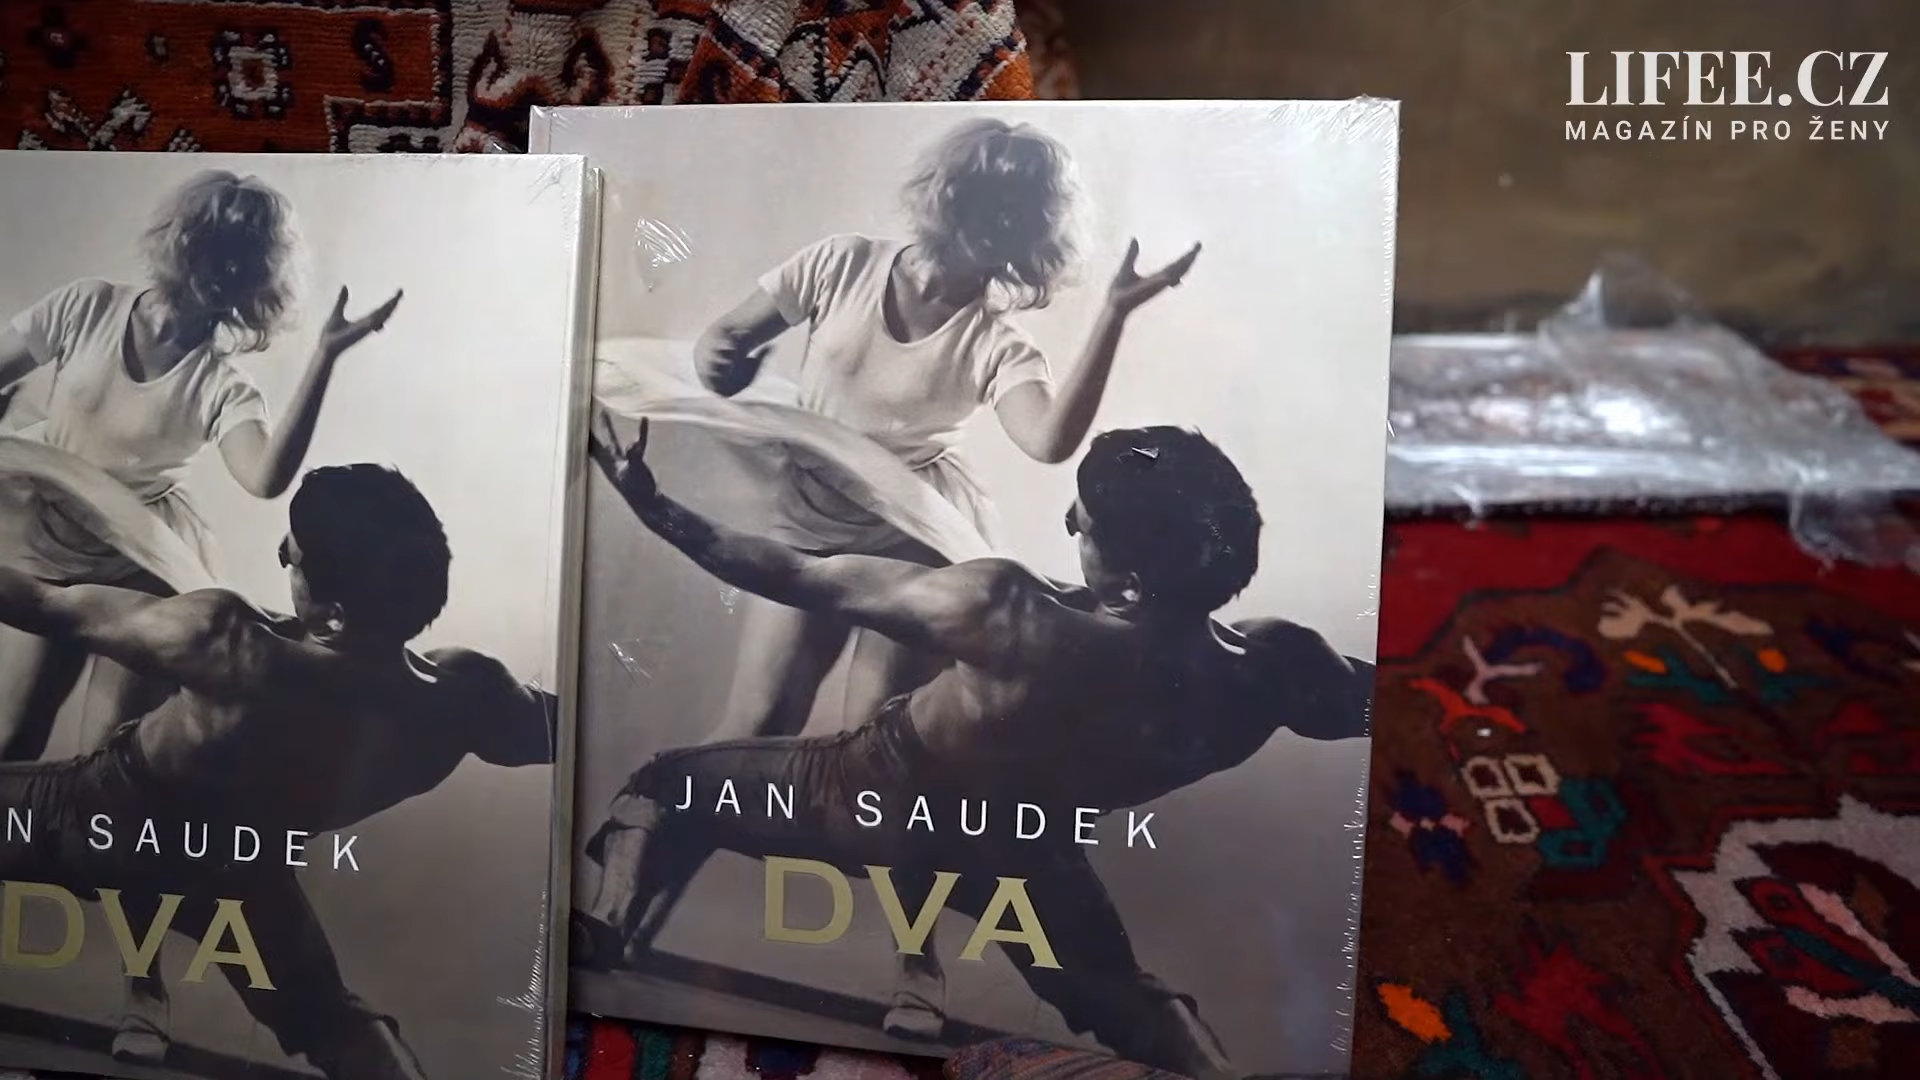 LIFEE.CZ
MAGAZÍN PRO ŽENY
N SAUDEK
DVA
JAN SAUDEK
DVA